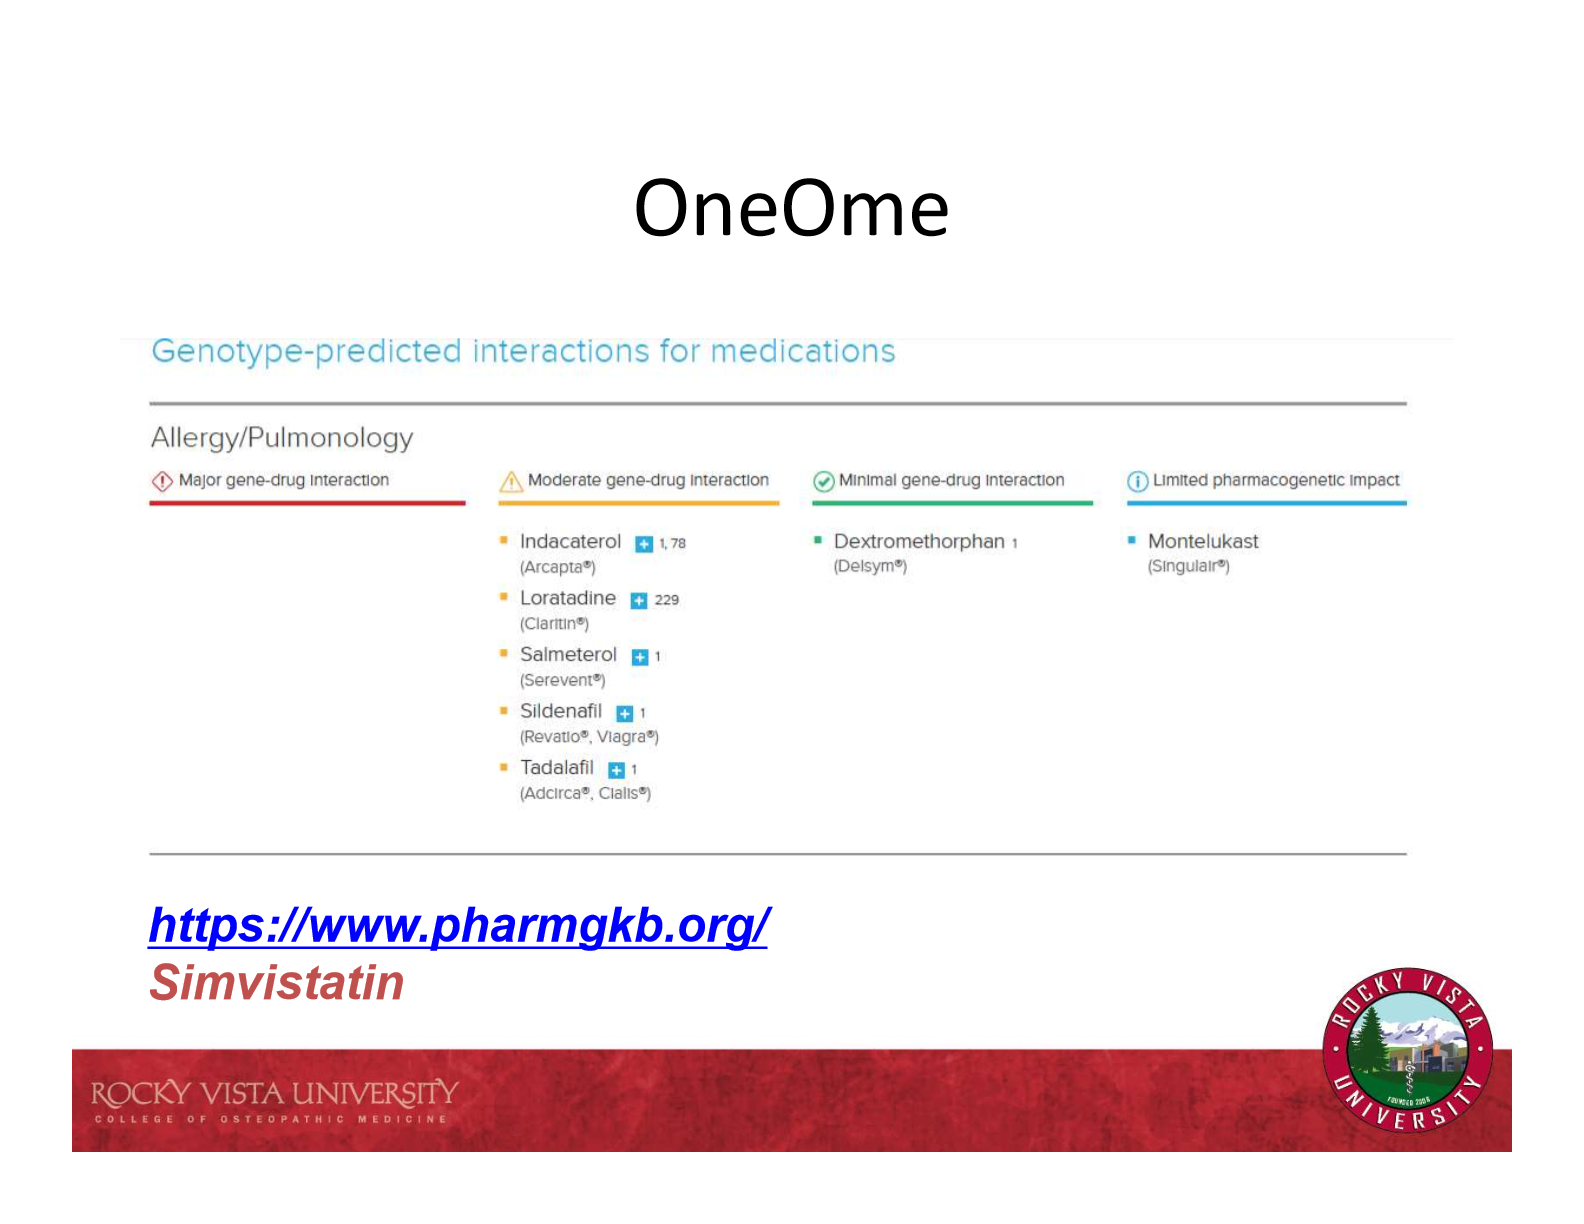 OneOme
Genotype-predicted interactions for medications
Allergy/Pulmonology
Major gene-drug interaction
Moderate gene-drug interaction
Minimal gene-drug interaction
Limited pharmacogenetic impact
Indacaterol 1, 78
(Arcapta®)
Loratadine 229
(Claritin®)
Salmeterol 1
(Serevent®)
Sildenafil 1
(Revatio®, Viagra®)
Tadalafil 1
(Adcirca®, Cialis®)
Dextromethorphan 1
(Delsym®)
Montelukast
(Singulair®)
https://www.pharmgkb.org/
Simvistatin
ROCKY VISTA UNIVERSITY
COLLEGE OF OSTEOPATHIC MEDICINE
ROCKY VISTA
UNIVERSITY
FOUNDED 2006